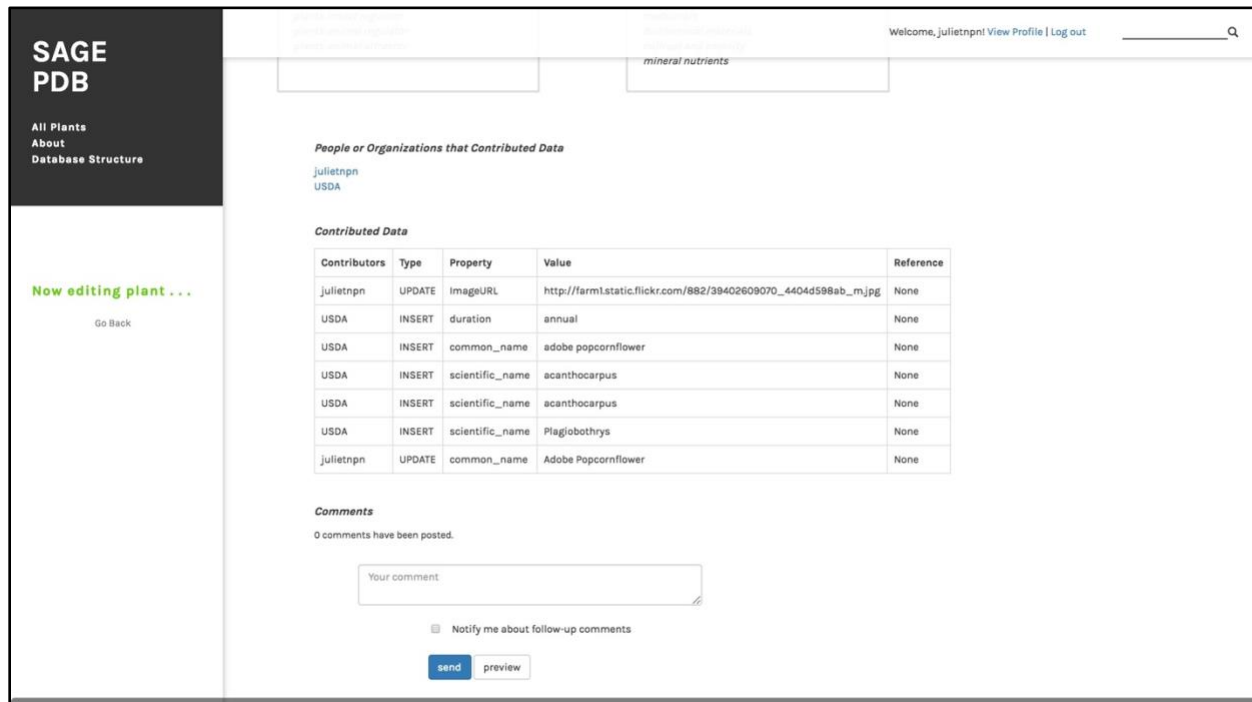 SAGE
PDB
All Plants
About
Database Structure
Now editing plant . . .
Go Back
Welcome, julietnpn! View Profile | Log out
mineral nutrients
People or Organizations that Contributed Data
julietnpn
USDA
Contributed Data
Contributors Type Property Value Reference
julietnpn UPDATE ImageURL http://farm1.static.flickr.com/882/39402609070_4404d598ab_m.jpg None
USDA INSERT duration annual None
USDA INSERT common_name adobe popcornflower None
USDA INSERT scientific_name acanthocarpus None
USDA INSERT scientific_name acanthocarpus None
USDA INSERT scientific_name Plagiobothrys None
julietnpn UPDATE common_name Adobe Popcornflower None
Comments
0 comments have been posted.
Your comment
Notify me about follow-up comments
send preview